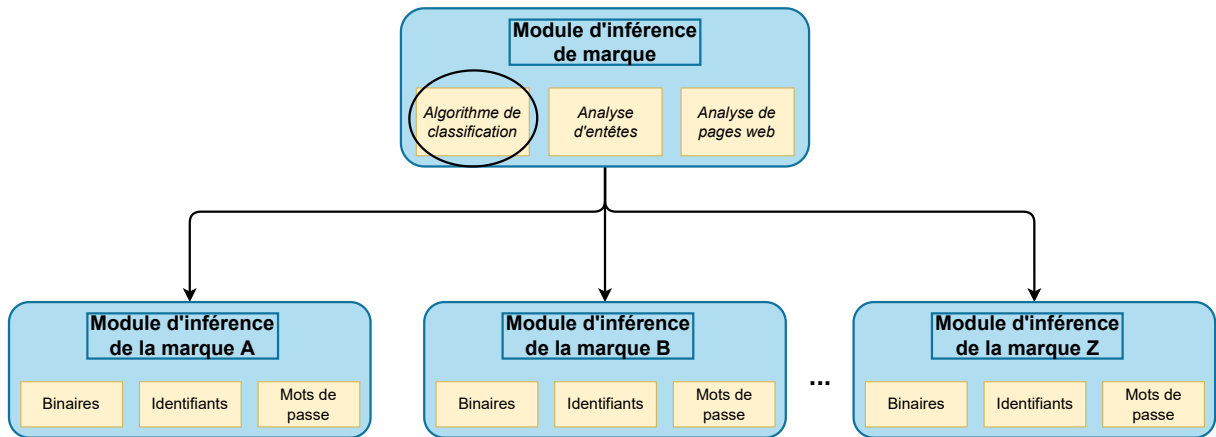 Module d'inférence
de marque
Algorithme de
classification
Analyse
d'entêtes
Analyse de
pages web
Module d'inférence
de la marque A
Binaires
Identifiants
Mots de
passe
Module d'inférence
de la marque B
Binaires
Identifiants
Mots de
passe
...
Module d'inférence
de la marque Z
Binaires
Identifiants
Mots de
passe